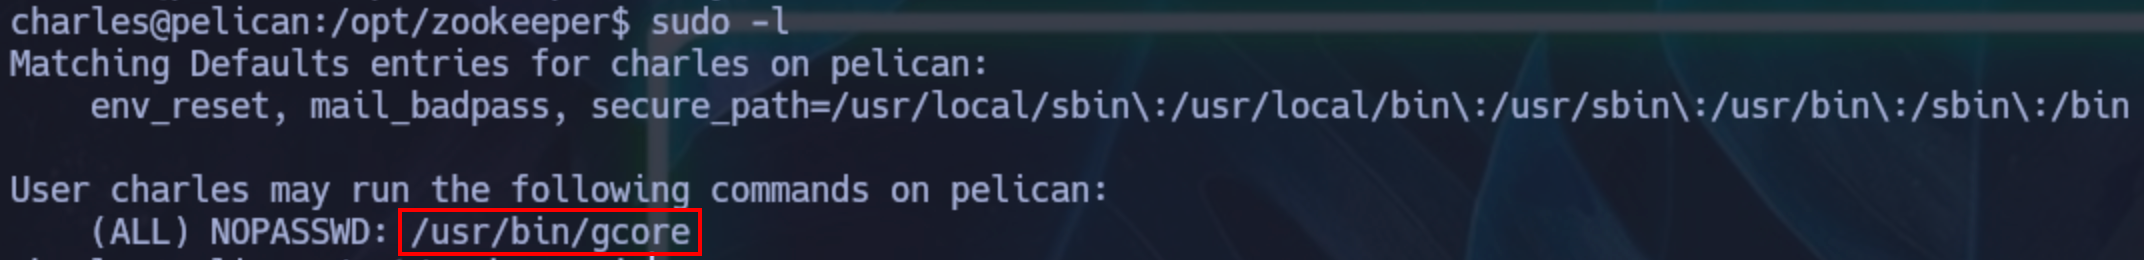 charles@pelican:/opt/zookeeper$ sudo -l
Matching Defaults entries for charles on pelican:
    env_reset, mail_badpass, secure_path=/usr/local/sbin\:/usr/local/bin\:/usr/sbin\:/usr/bin\:/sbin\:/bin

User charles may run the following commands on pelican:
    (ALL) NOPASSWD: /usr/bin/gcore